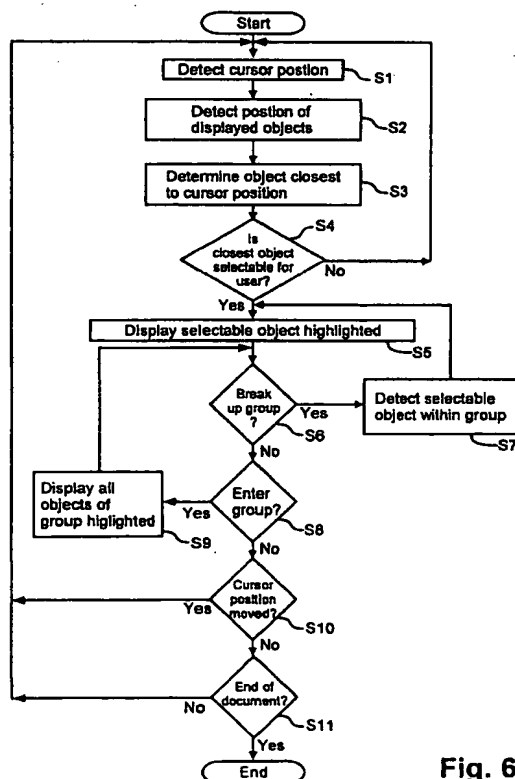 Start
Detect cursor postion
S1
Detect postion of
displayed objects
S2
Determine object closest
to cursor position
S3
S4
Is
closest object
selectable for
user?
No
Yes
Display selectable object highlighted
S5
Break
up group
?
Yes
S6
Detect selectable
object within group
S7
No
Enter
group?
Yes
S8
Display all
objects of
group higlighted
S9
No
Cursor
position
moved?
Yes
S10
No
End of
document?
No
S11
Yes
End
Fig. 6